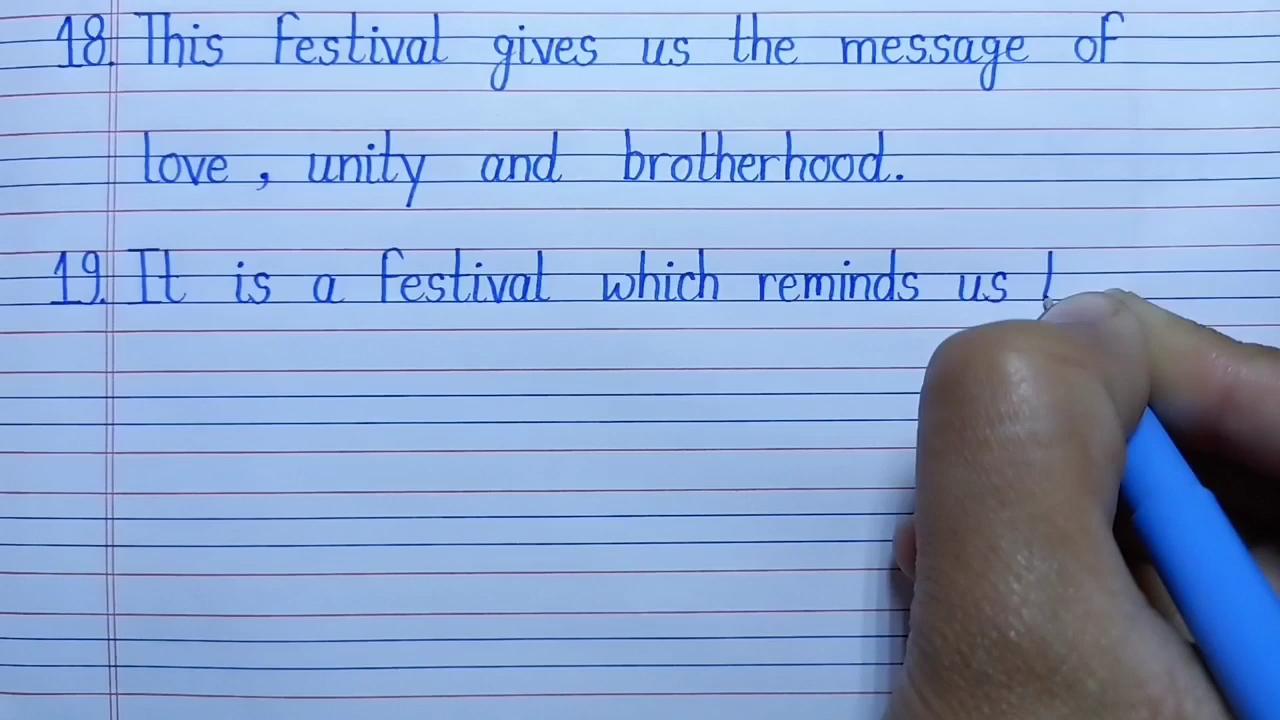 18. This festival gives us the message of
love, unity and brotherhood.
19. It is a festival which reminds us